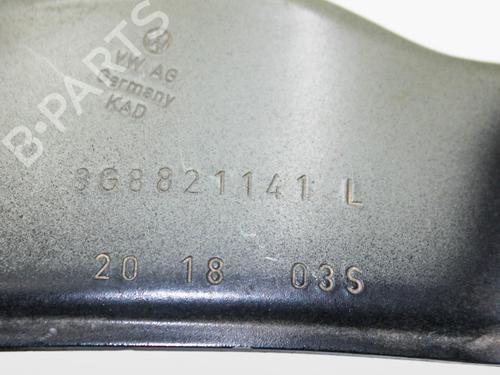 B-PARTS
VW AG
Germany
KAD
3G8821141 L
20 18 03S